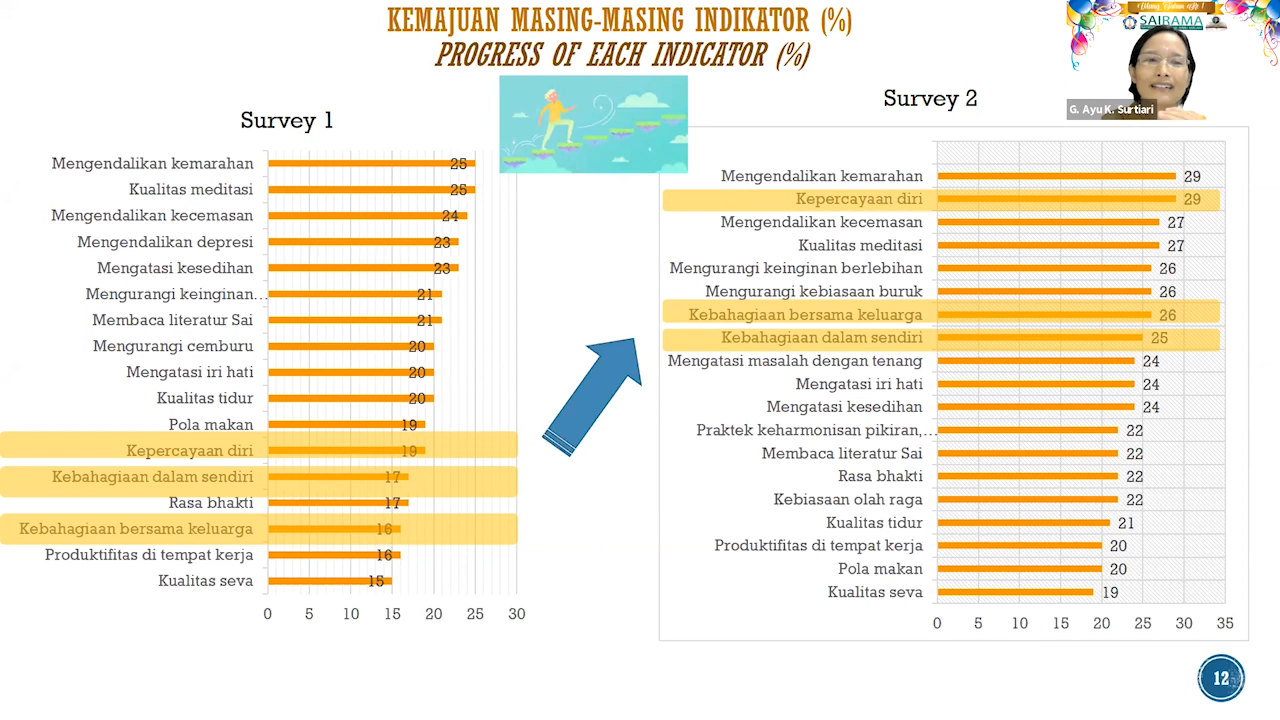 KEMAJUAN MASING-MASING INDIKATOR (%)
PROGRESS OF EACH INDICATOR (%)
SAIRAMA
G. Ayu K. Surtiari
Survey 1
Mengendalikan kemarahan 25
Kualitas meditasi 25
Mengendalikan kecemasan 24
Mengendalikan depresi 23
Mengatasi kesedihan 23
Mengurangi keinginan... 21
Membaca literatur Sai 21
Mengurangi cemburu 20
Mengatasi iri hati 20
Kualitas tidur 20
Pola makan 19
Kepercayaan diri 19
Kebahagiaan dalam sendiri 17
Rasa bhakti 17
Kebahagiaan bersama keluarga 16
Produktifitas di tempat kerja 16
Kualitas seva 15
0 5 10 15 20 25 30
Survey 2
Mengendalikan kemarahan 29
Kepercayaan diri 29
Mengendalikan kecemasan 27
Kualitas meditasi 27
Mengurangi keinginan berlebihan 26
Mengurangi kebiasaan buruk 26
Kebahagiaan bersama keluarga 26
Kebahagiaan dalam sendiri 25
Mengatasi masalah dengan tenang 24
Mengatasi iri hati 24
Mengatasi kesedihan 24
Praktek keharmonisan pikiran,... 22
Membaca literatur Sai 22
Rasa bhakti 22
Kebiasaan olah raga 22
Kualitas tidur 21
Produktifitas di tempat kerja 20
Pola makan 20
Kualitas seva 19
0 5 10 15 20 25 30 35
12